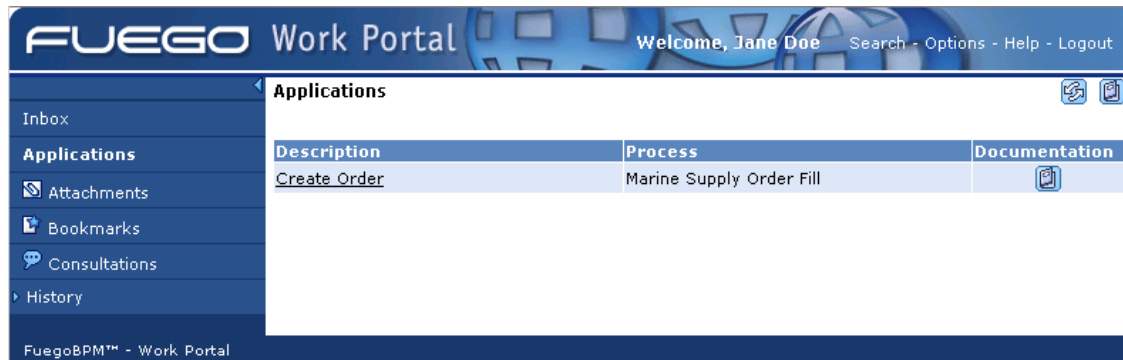 FUEGO Work Portal
Welcome, Jane Doe Search - Options - Help - Logout
Applications
Inbox
Applications
Attachments
Bookmarks
Consultations
History
Description Process Documentation
Create Order Marine Supply Order Fill
FuegoBPM™ - Work Portal